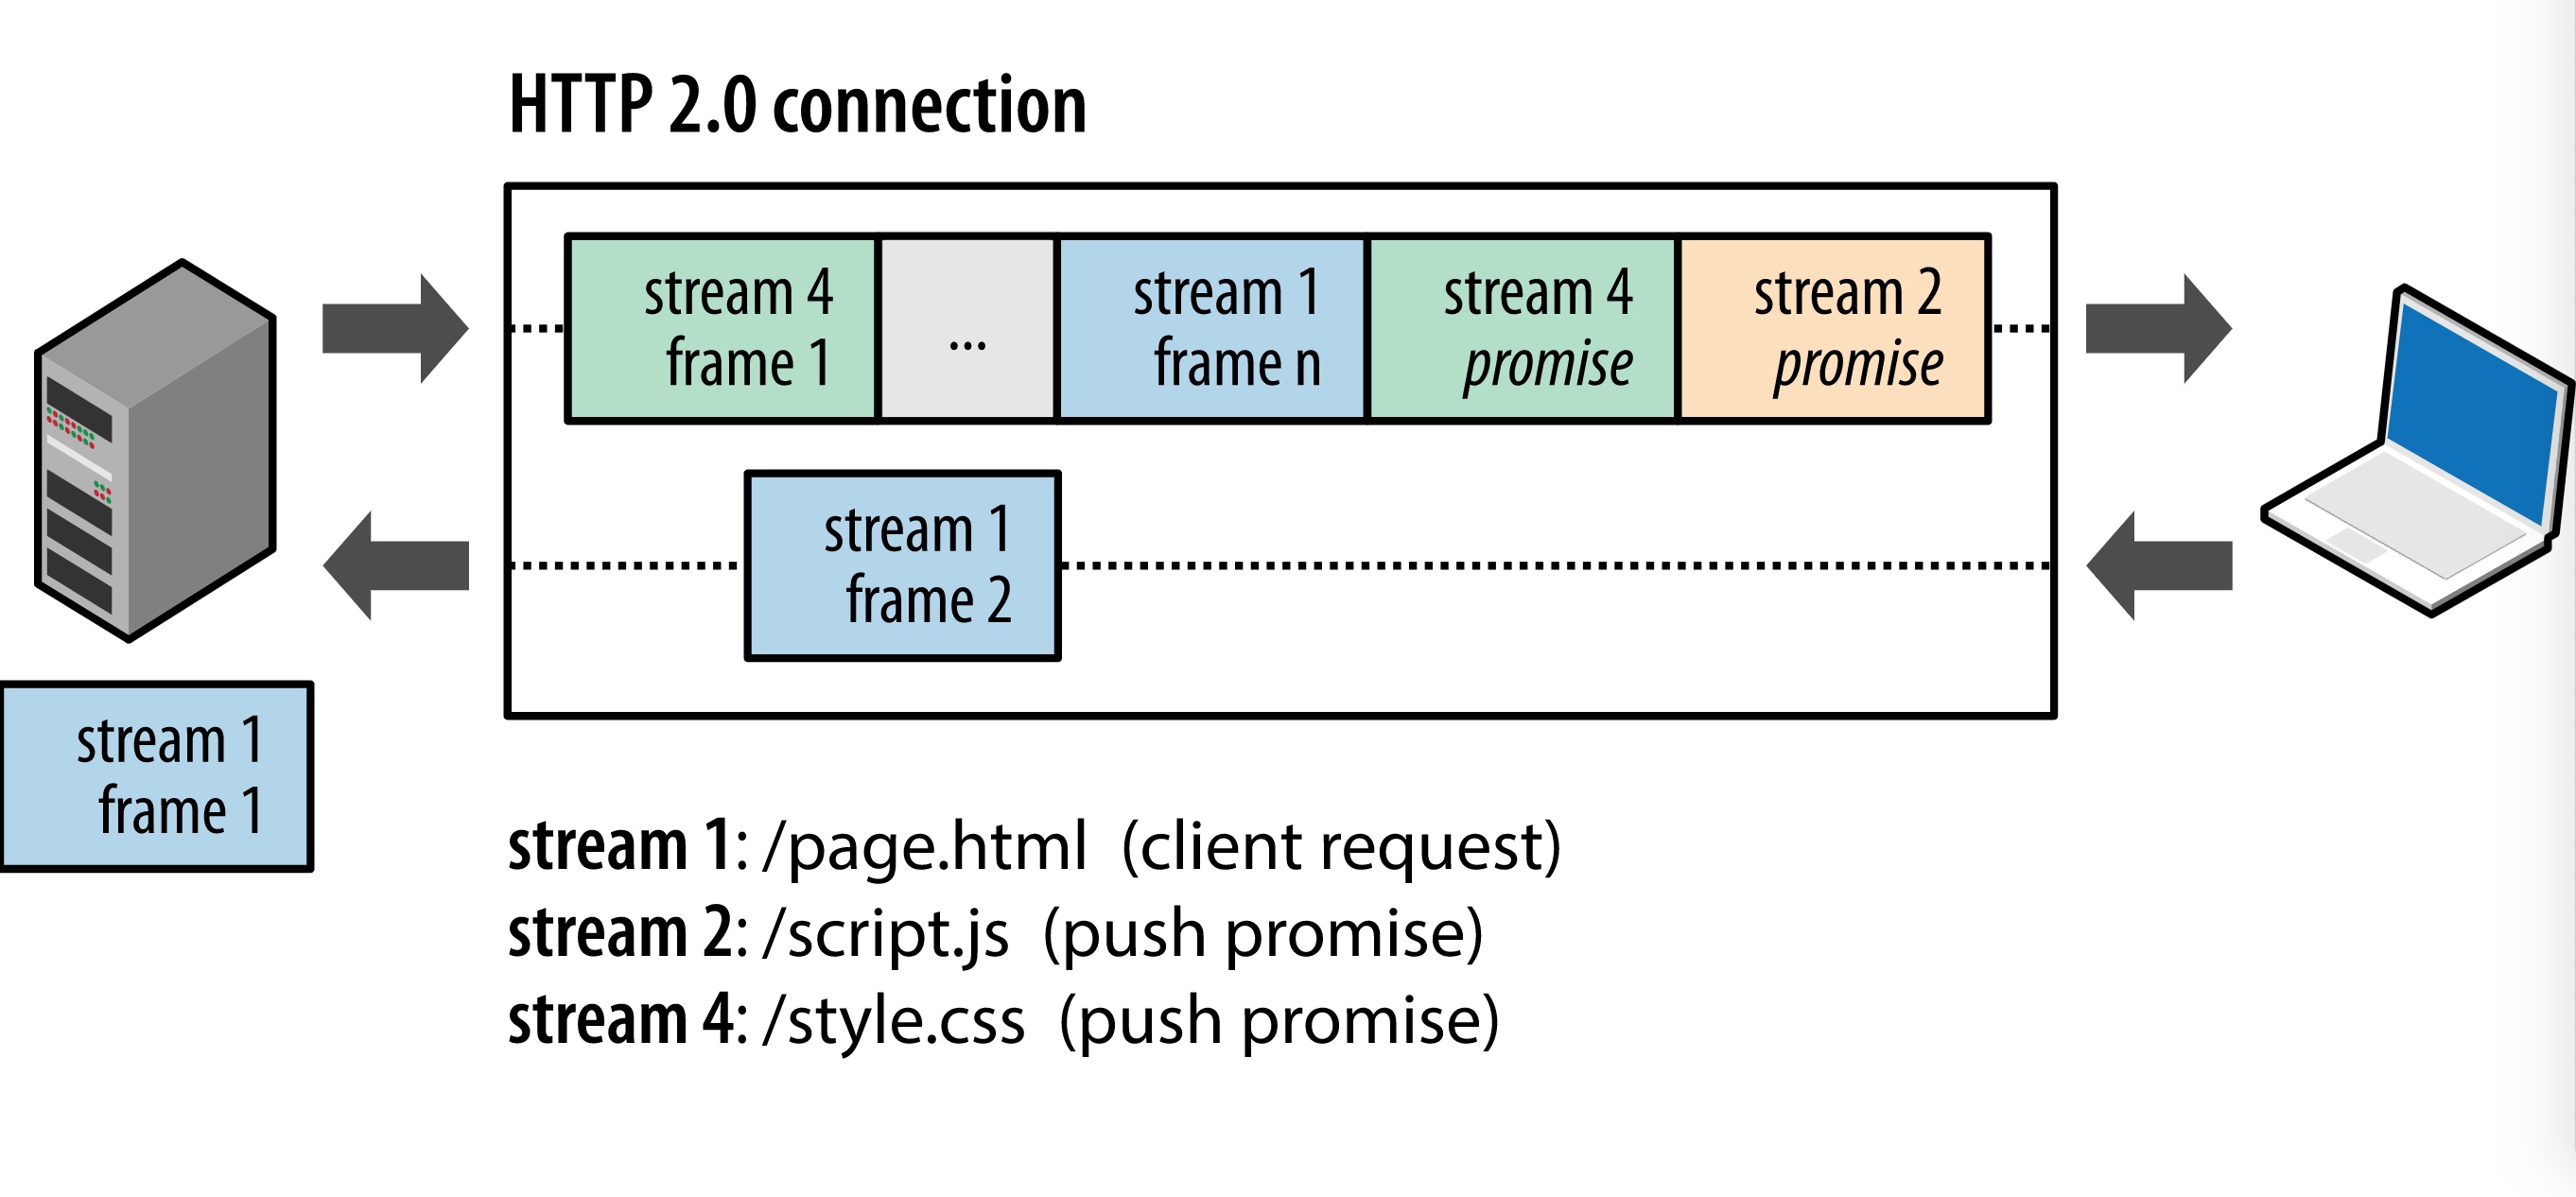 HTTP 2.0 connection
stream 4
frame 1
...
stream 1
frame n
stream 4
promise
stream 2
promise
stream 1
frame 2
stream 1
frame 1
stream 1: /page.html (client request)
stream 2: /script.js (push promise)
stream 4: /style.css (push promise)